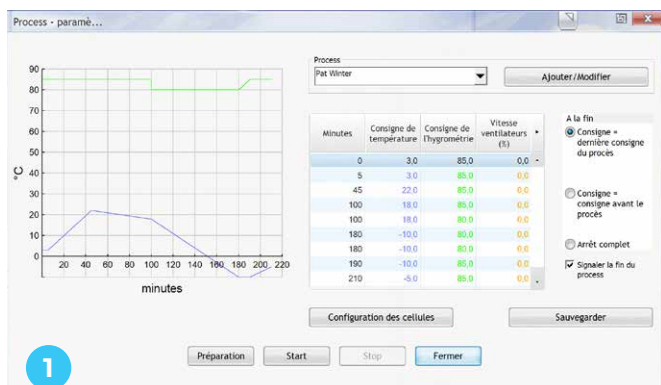 Process - paramè...
90
80
70
60
50
40
30
20
10
0
°C
20 40 60 80 100 120 140 160 180 200 220
minutes
Process
Pat Winter
Ajouter/Modifier
Minutes Consigne de température Consigne de l'hygrométrie Vitesse ventilateurs (%)
0 3,0 85,0 0,0
5 3,0 85,0 0,0
45 22,0 85,0 0,0
100 18,0 85,0 0,0
100 18,0 80,0 0,0
180 -10,0 80,0 0,0
180 -10,0 80,0 0,0
190 -10,0 85,0 0,0
210 -5,0 85,0 0,0
A la fin
Consigne =
dernière consigne
du procès
Consigne =
consigne avant le
procès
Arrêt complet
Signaler la fin du
process
Configuration des cellules
Sauvegarder
Préparation
Start
Stop
Fermer
1